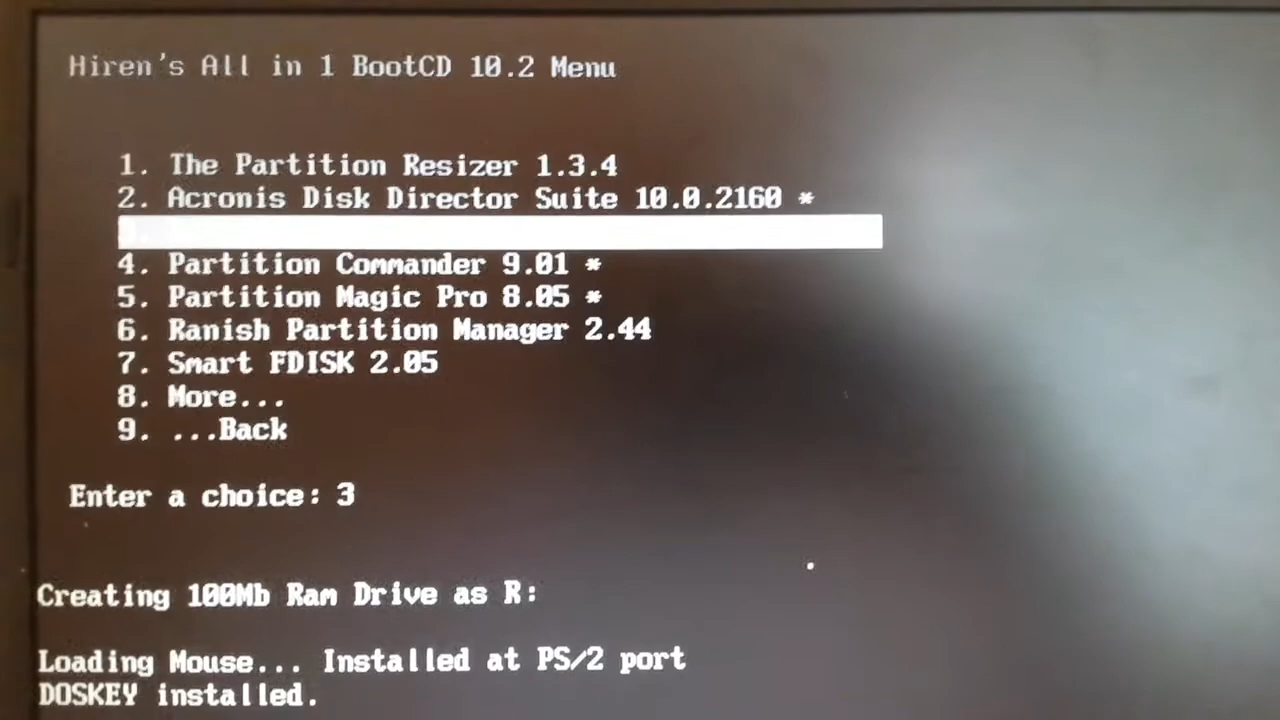 Hiren's All in 1 BootCD 10.2 Menu
1. The Partition Resizer 1.3.4
2. Acronis Disk Director Suite 10.0.2160 *
4. Partition Commander 9.01 *
5. Partition Magic Pro 8.05 *
6. Ranish Partition Manager 2.44
7. Smart FDISK 2.05
8. More...
9. ...Back
Enter a choice: 3
Creating 100Mb Ram Drive as R:
Loading Mouse... Installed at PS/2 port
DOSKEY installed.